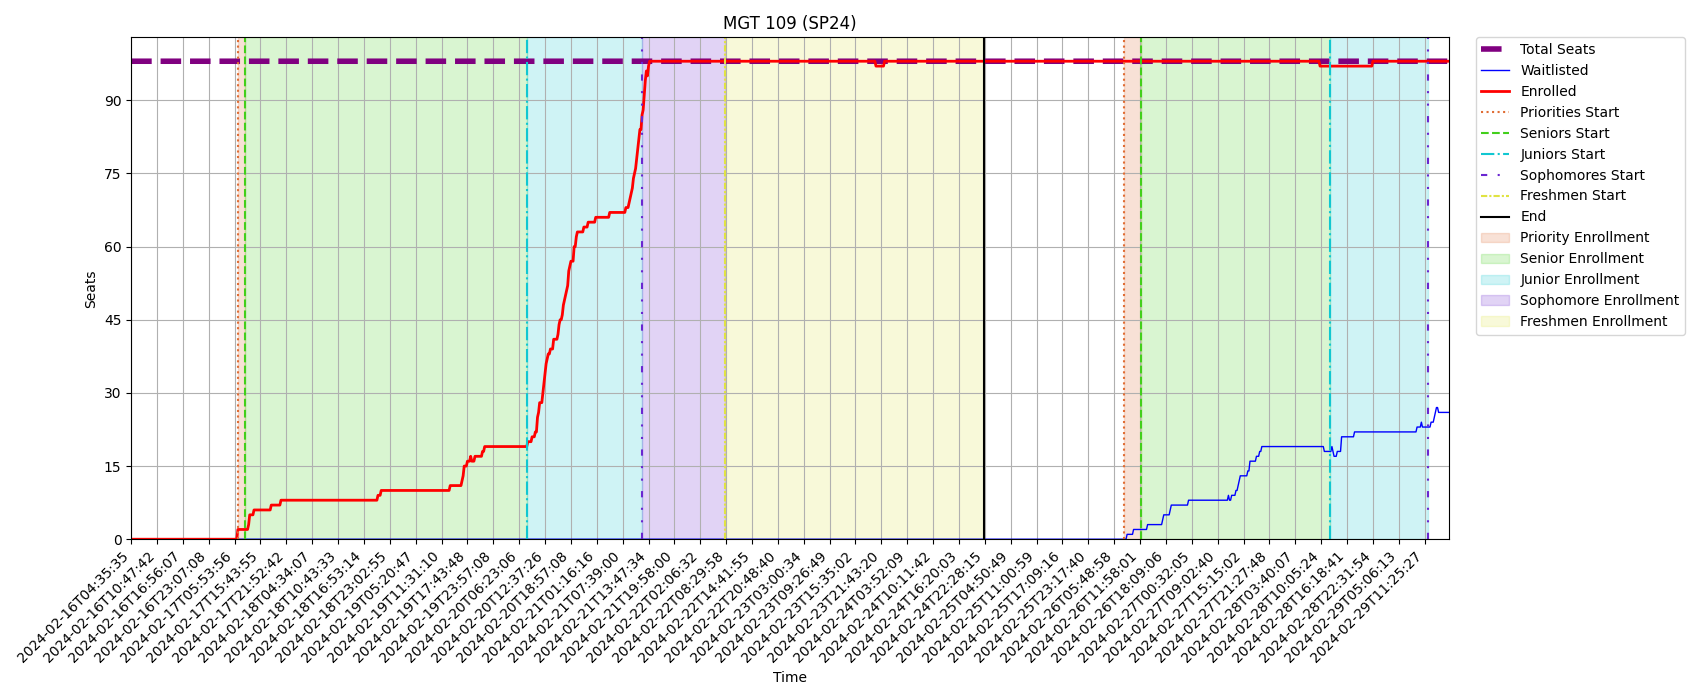 MGT 109 (SP24)
Total Seats
Waitlisted
Enrolled
Priorities Start
Seniors Start
Juniors Start
Sophomores Start
Freshmen Start
End
Priority Enrollment
Senior Enrollment
Junior Enrollment
Sophomore Enrollment
Freshmen Enrollment
Seats
90
75
60
45
30
15
0
2024-02-16T04:35:35
2024-02-16T10:47:42
2024-02-16T16:56:07
2024-02-16T23:07:08
2024-02-17T05:53:56
2024-02-17T15:43:55
2024-02-17T21:52:42
2024-02-18T04:34:07
2024-02-18T10:43:33
2024-02-18T16:53:14
2024-02-18T23:02:55
2024-02-19T05:20:47
2024-02-19T11:31:10
2024-02-19T17:43:48
2024-02-19T23:57:08
2024-02-20T06:23:06
2024-02-20T12:37:26
2024-02-20T18:57:08
2024-02-21T01:16:16
2024-02-21T07:39:00
2024-02-21T13:47:34
2024-02-21T19:58:00
2024-02-22T02:06:32
2024-02-22T08:29:58
2024-02-22T14:41:55
2024-02-22T20:48:40
2024-02-23T03:00:34
2024-02-23T09:26:49
2024-02-23T15:35:02
2024-02-23T21:43:20
2024-02-24T03:52:09
2024-02-24T10:11:42
2024-02-24T16:20:03
2024-02-24T22:28:15
2024-02-25T04:50:49
2024-02-25T11:00:59
2024-02-25T17:09:16
2024-02-25T23:17:40
2024-02-26T05:48:58
2024-02-26T11:58:01
2024-02-26T18:09:06
2024-02-27T00:32:05
2024-02-27T09:02:40
2024-02-27T15:15:02
2024-02-27T21:27:48
2024-02-28T03:40:07
2024-02-28T10:05:24
2024-02-28T16:18:41
2024-02-28T22:31:54
2024-02-29T05:06:13
2024-02-29T11:25:27
Time